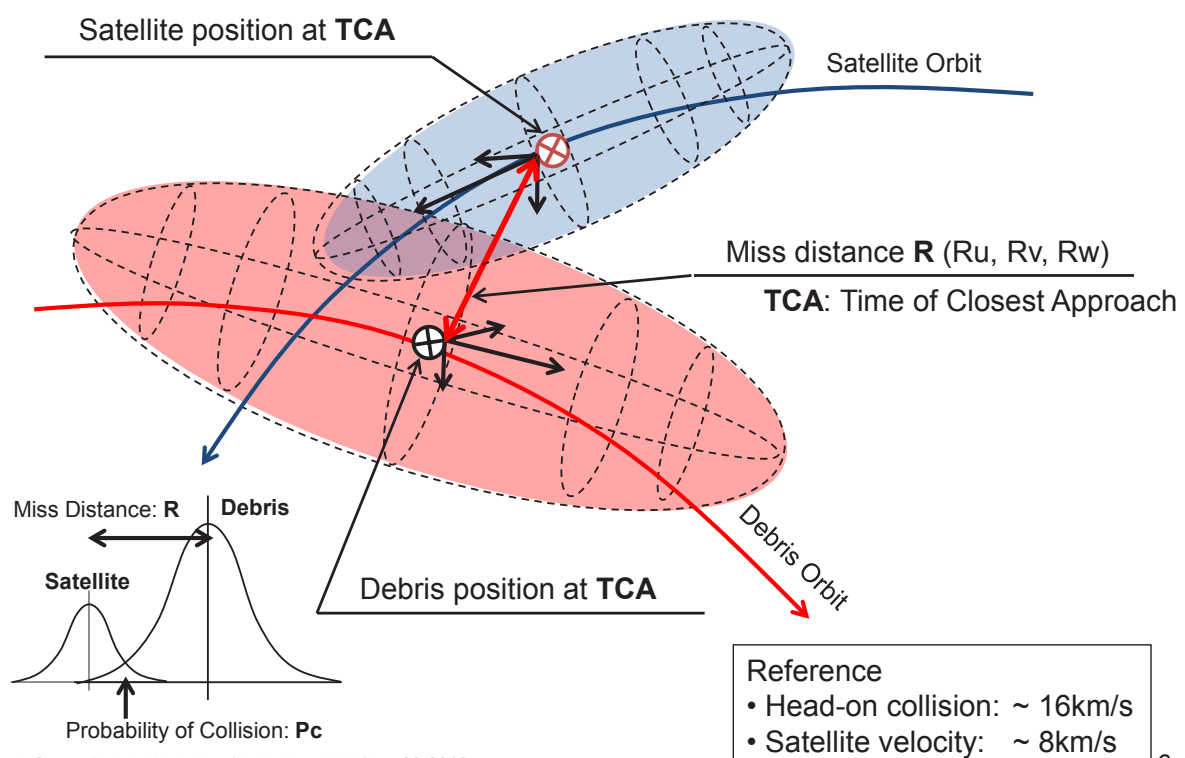 Satellite position at TCA
Satellite Orbit
Miss distance R (Ru, Rv, Rw)
TCA: Time of Closest Approach
Miss Distance: R
Debris
Satellite
Debris Orbit
Debris position at TCA
Probability of Collision: Pc
Reference
• Head-on collision: ~ 16km/s
• Satellite velocity: ~ 8km/s